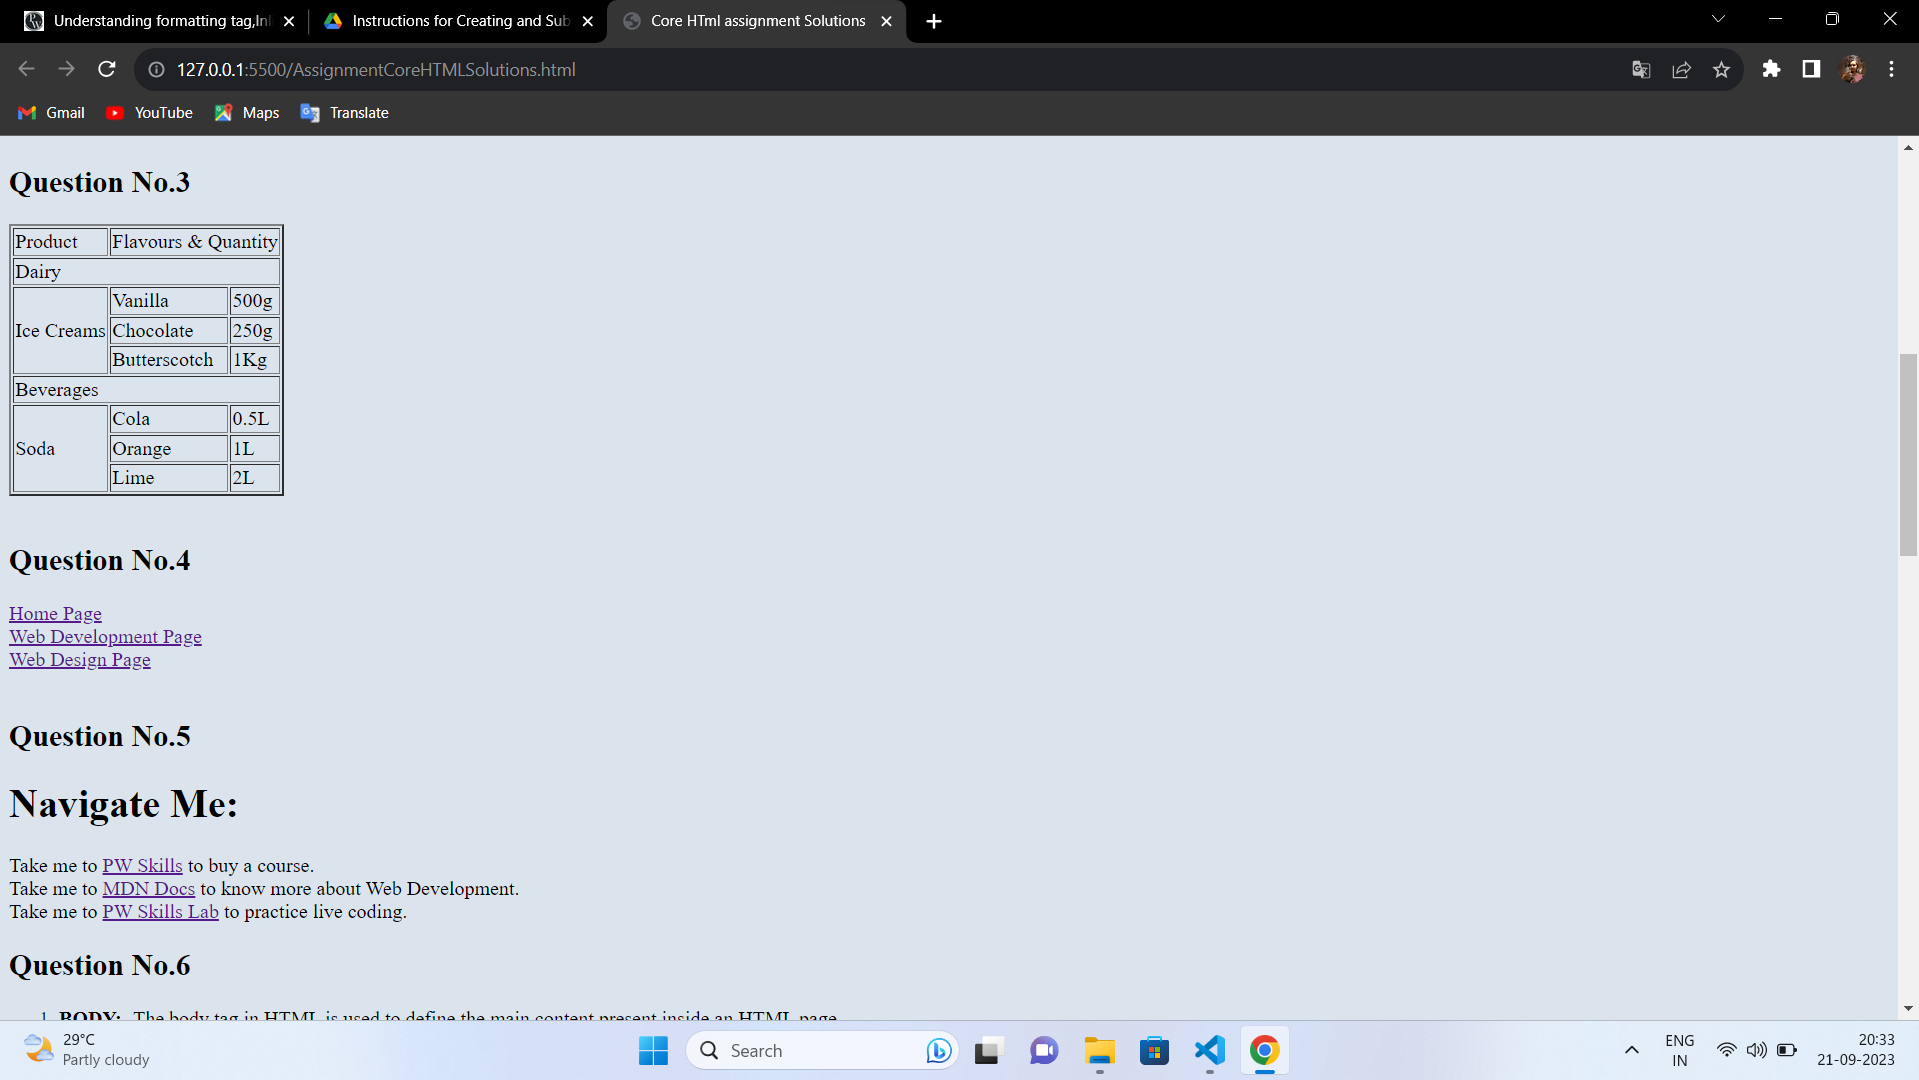 Understanding formatting tag,Inl
Instructions for Creating and Sub
Core HTml assignment Solutions
127.0.0.1:5500/AssignmentCoreHTMLSolutions.html
Gmail YouTube Maps Translate
Question No.3
Product Flavours & Quantity
Dairy
Ice Creams Vanilla 500g
Chocolate 250g
Butterscotch 1Kg
Beverages
Soda Cola 0.5L
Orange 1L
Lime 2L
Question No.4
Home Page
Web Development Page
Web Design Page
Question No.5
Navigate Me:
Take me to PW Skills to buy a course.
Take me to MDN Docs to know more about Web Development.
Take me to PW Skills Lab to practice live coding.
Question No.6
1. BODY: The body tag in HTML is used to define the main content present inside an HTML page
29°C
Partly cloudy
Search
ENG
IN
20:33
21-09-2023